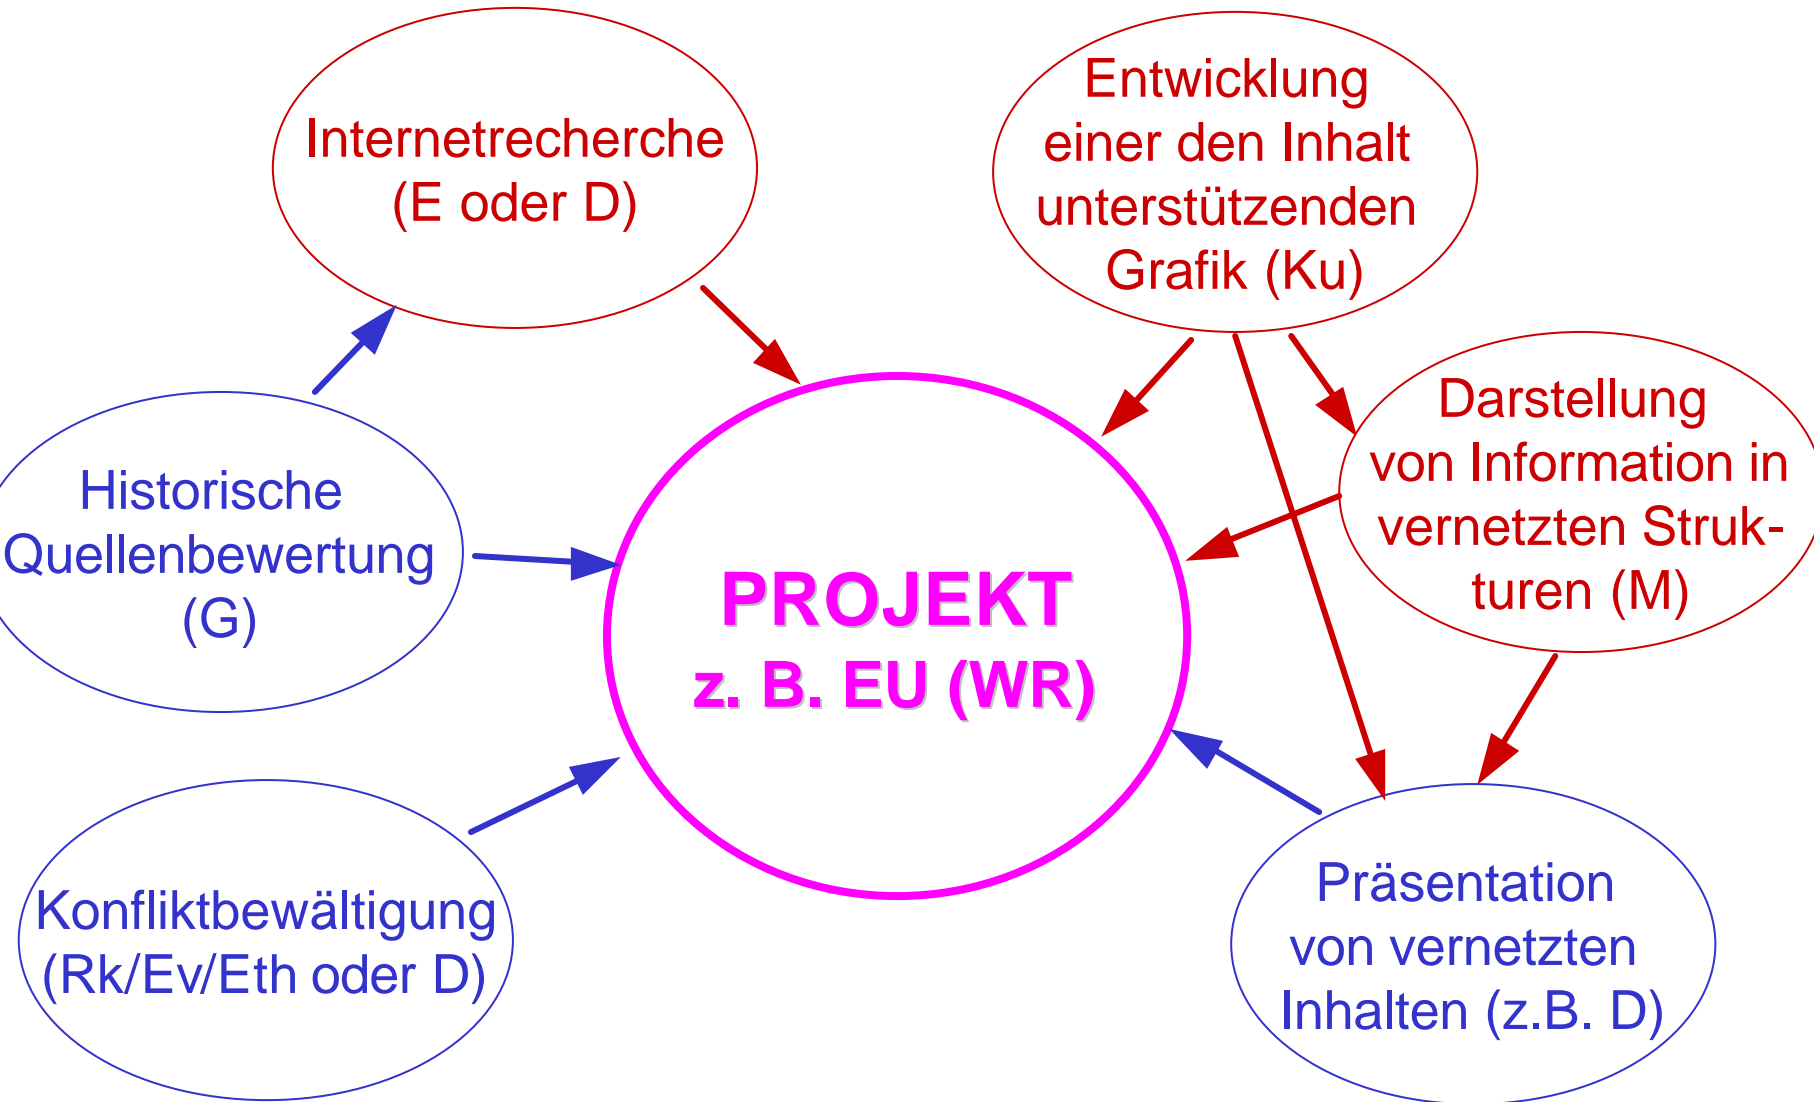 Internetrecherche
(E oder D)
Entwicklung
einer den Inhalt
unterstützenden
Grafik (Ku)
Darstellung
von Information in
vernetzten Struk-
turen (M)
Historische
Quellenbewertung
(G)
PROJEKT
z. B. EU (WR)
Konfliktbewältigung
(Rk/Ev/Eth oder D)
Präsentation
von vernetzten
Inhalten (z.B. D)